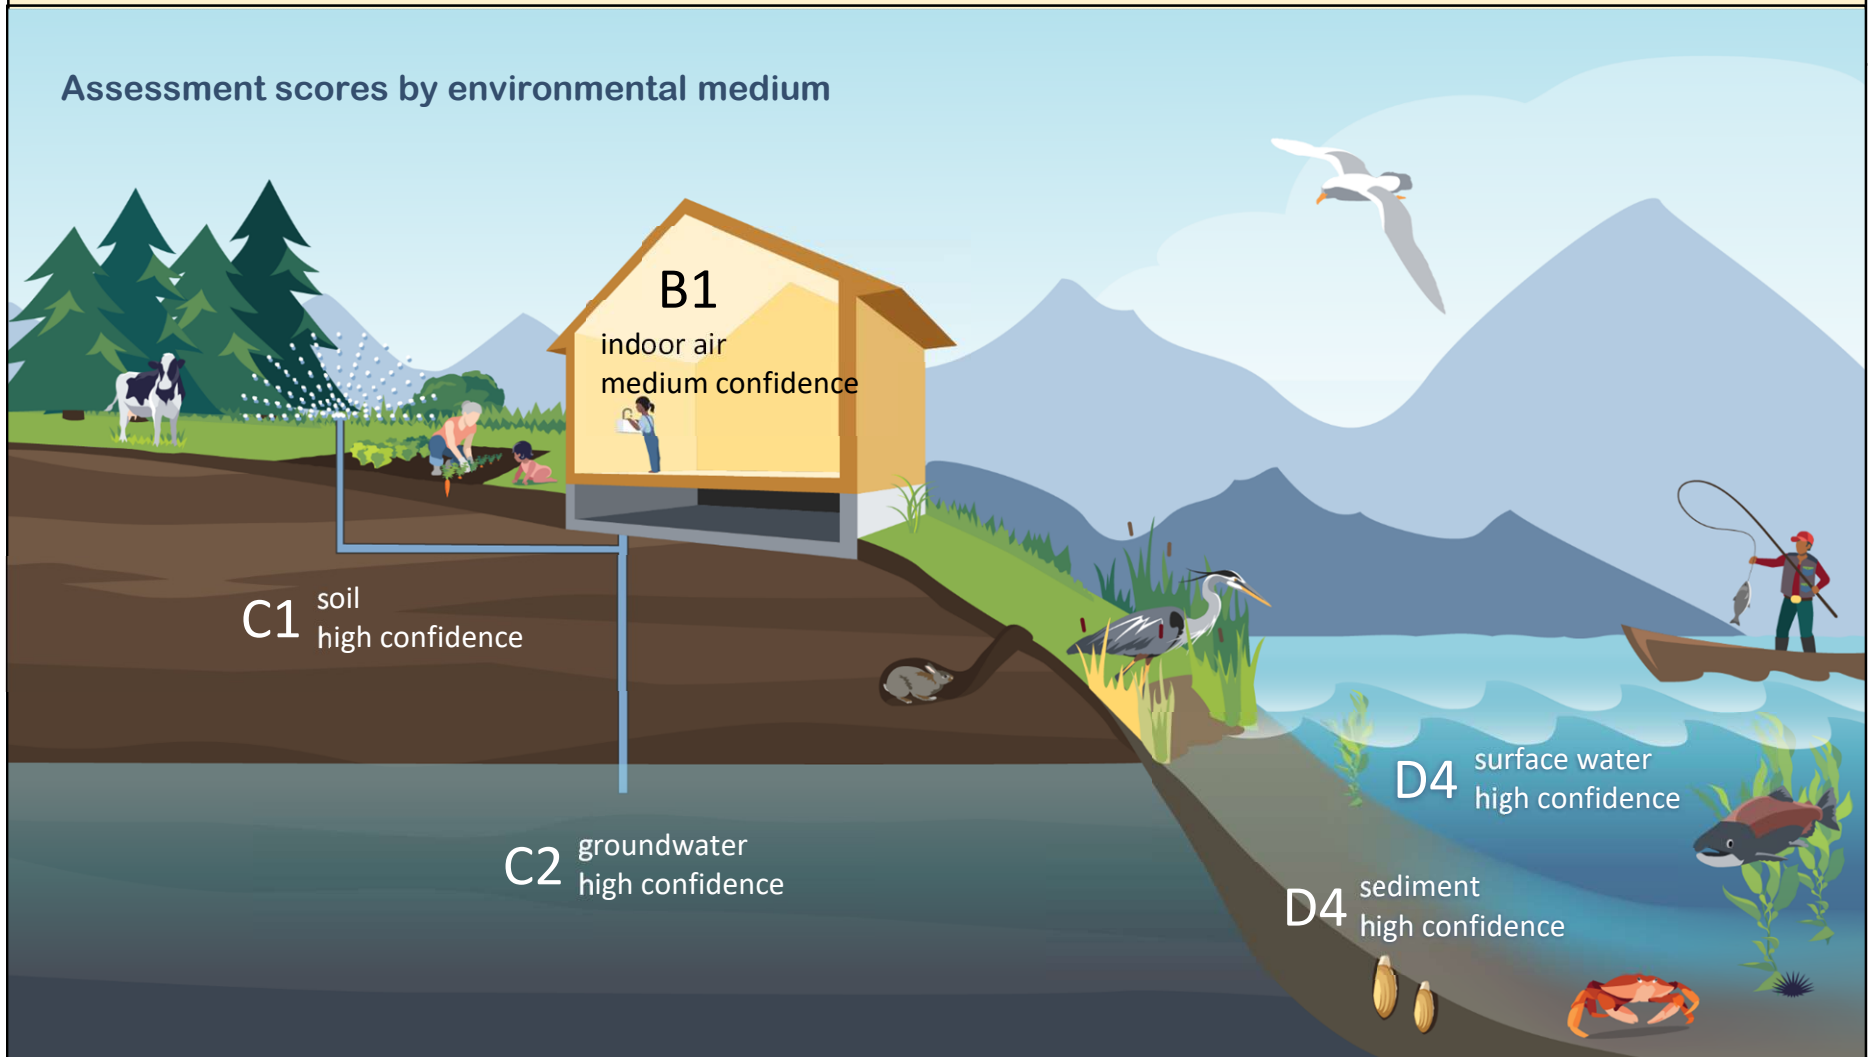 Assessment scores by environmental medium
B1
indoor air
medium confidence
C1
soil
high confidence
C2
groundwater
high confidence
D4
surface water
high confidence
D4
sediment
high confidence